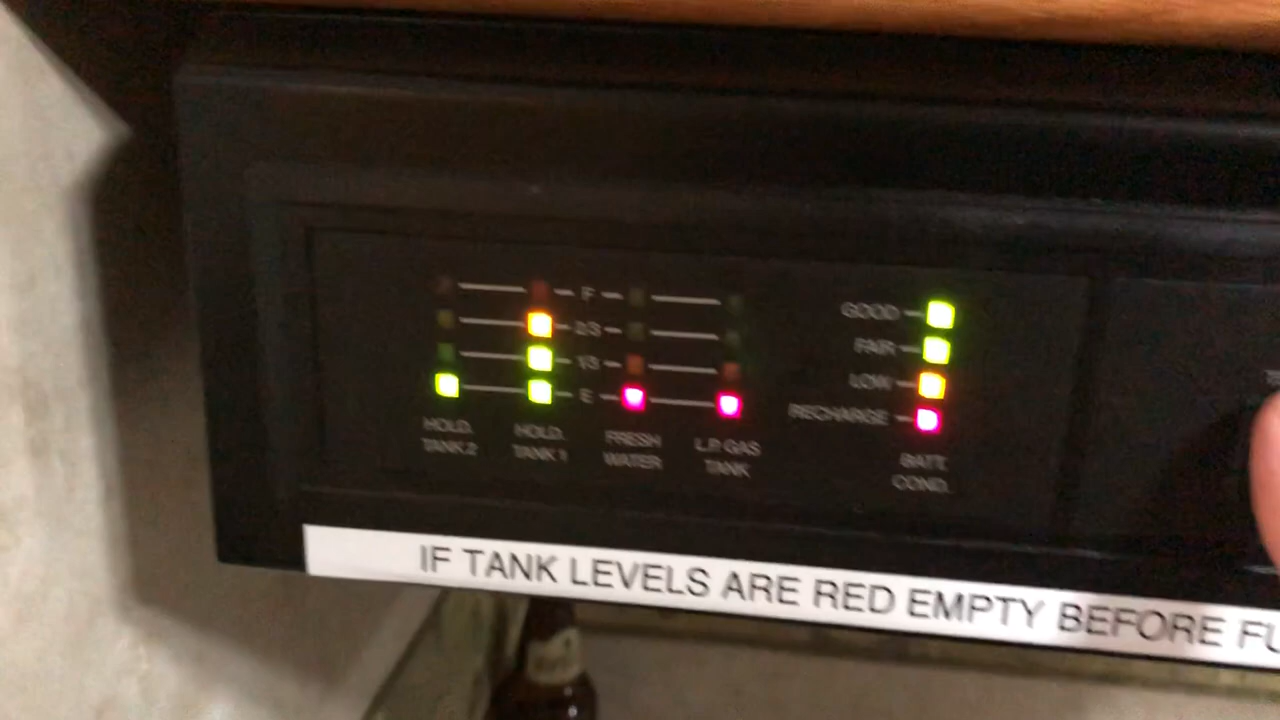 F
2/3
1/3
E
HOLD.
TANK 2
HOLD.
TANK 1
FRESH
WATER
L.P. GAS
TANK
GOOD
FAIR
LOW
RECHARGE
BATT.
COND.
IF TANK LEVELS ARE RED EMPTY BEFORE